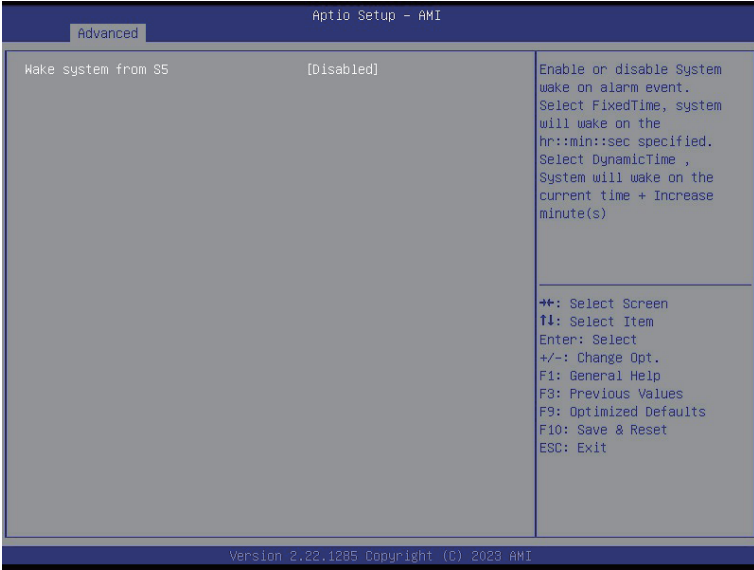 Aptio Setup – AMI
Advanced
Wake system from S5 [Disabled]
Enable or disable System
wake on alarm event.
Select FixedTime, system
will wake on the
hr::min::sec specified.
Select DynamicTime ,
System will wake on the
current time + Increase
minute(s)
→←: Select Screen
↑↓: Select Item
Enter: Select
+/-: Change Opt.
F1: General Help
F3: Previous Values
F9: Optimized Defaults
F10: Save & Reset
ESC: Exit
Version 2.22.1285 Copyright (C) 2023 AMI